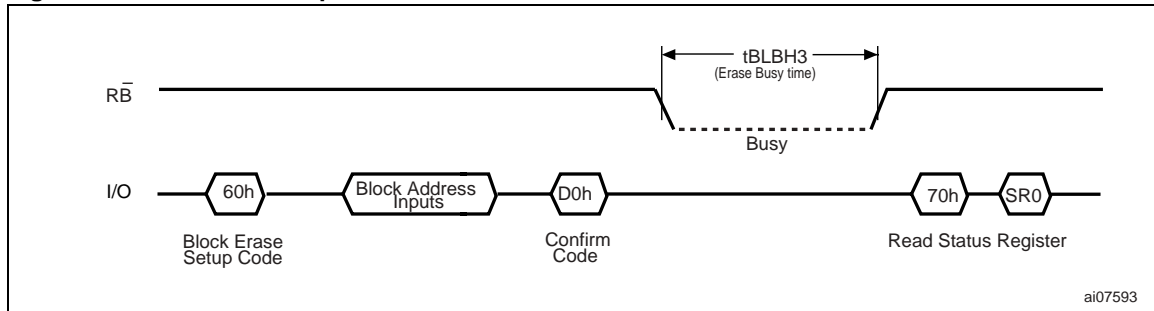 tBLBH3
(Erase Busy time)
RB̅
Busy
I/O
60h
Block Address
Inputs
D0h
70h
SR0
Block Erase
Setup Code
Confirm
Code
Read Status Register
ai07593